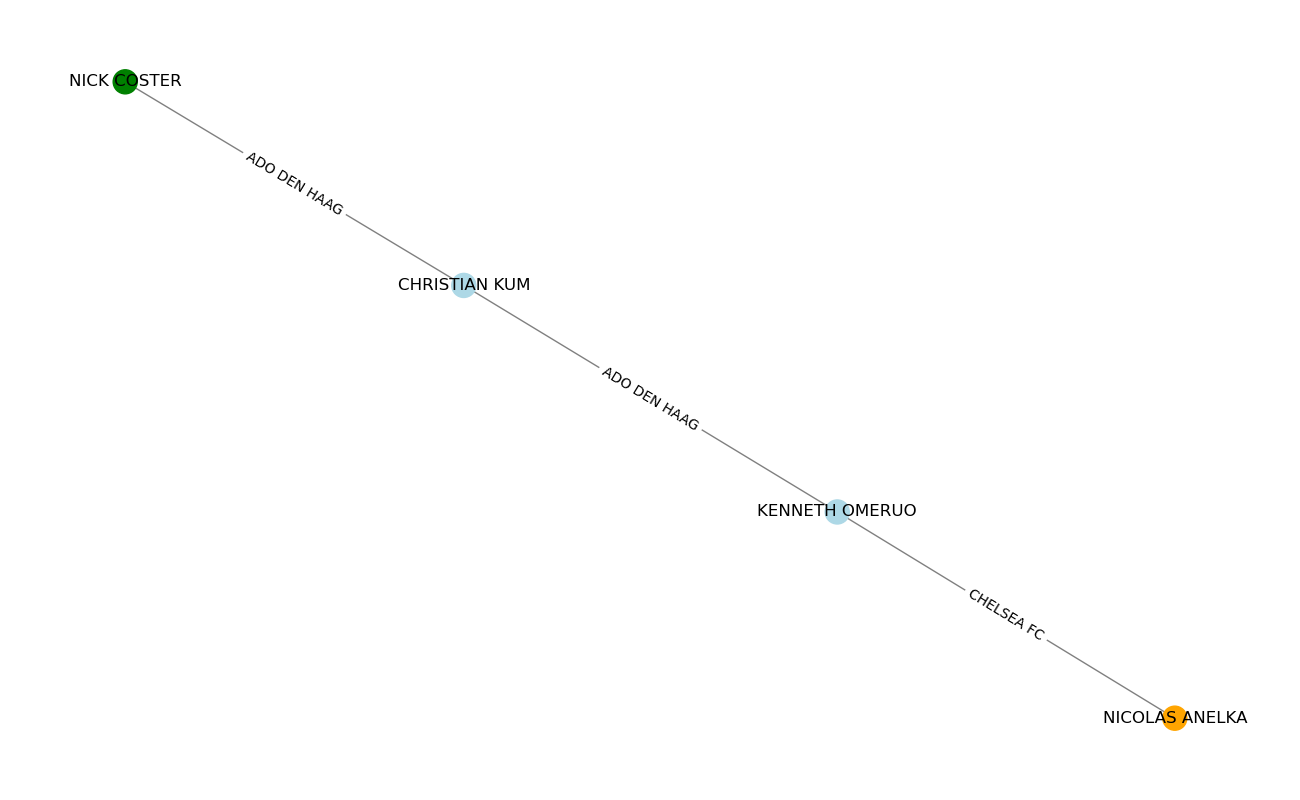 NICK COSTER
ADO DEN HAAG
CHRISTIAN KUM
ADO DEN HAAG
KENNETH OMERUO
CHELSEA FC
NICOLAS ANELKA